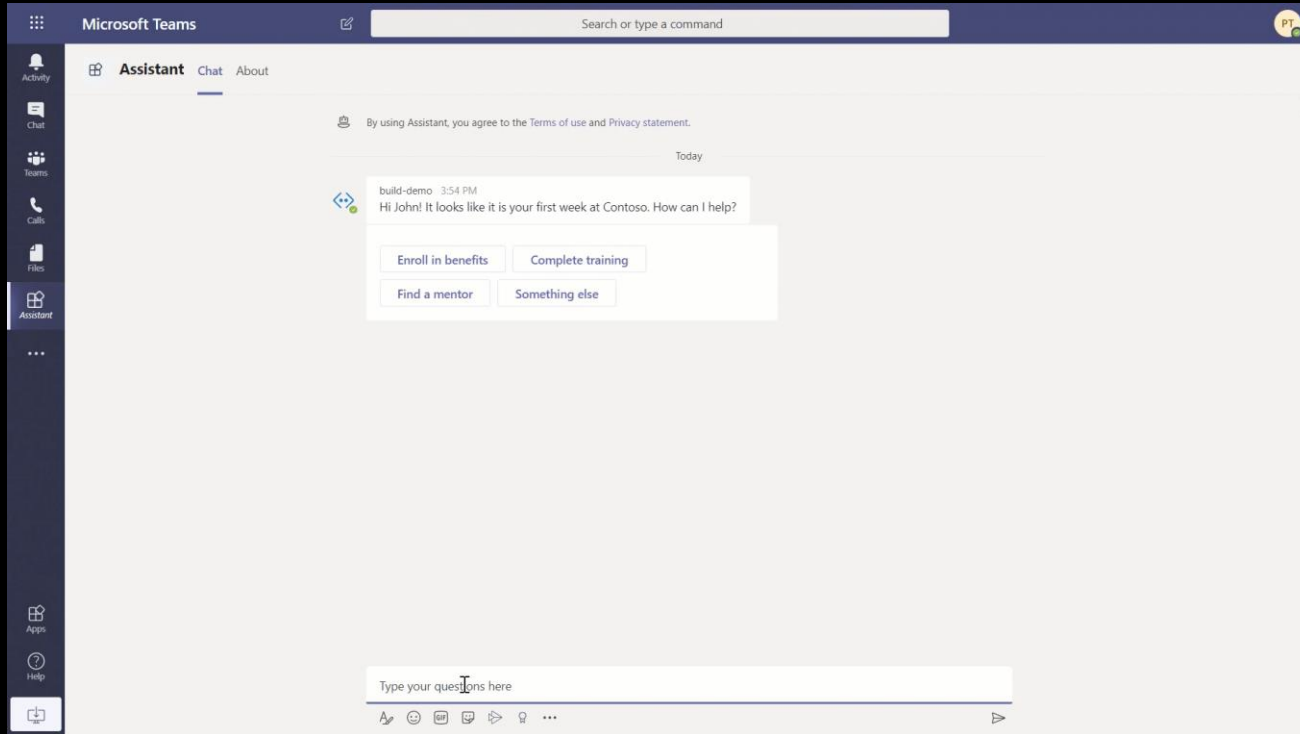 Microsoft Teams
Search or type a command
PT
Activity
Chat
Teams
Calls
Files
Assistant
Apps
Help
Assistant Chat About
By using Assistant, you agree to the Terms of use and Privacy statement.
Today
build-demo 3:54 PM
Hi John! It looks like it is your first week at Contoso. How can I help?
Enroll in benefits Complete training
Find a mentor Something else
Type your questions here
GIF